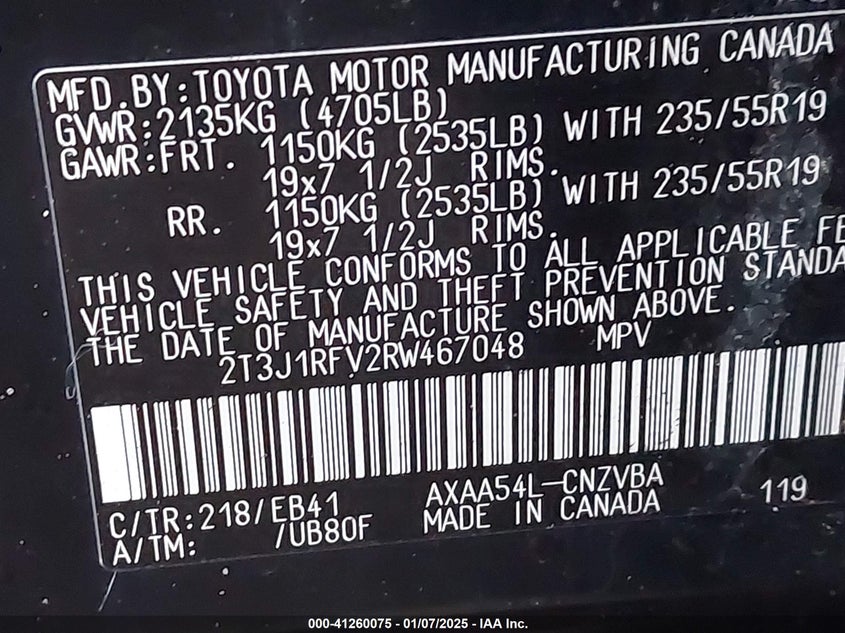 MFD.BY:TOYOTA MOTOR MANUFACTURING CANADA
GVWR:2135KG (4705LB)
GAWR:FRT. 1150KG (2535LB) WITH 235/55R19
19x7 1/2J RIMS.
RR. 1150KG (2535LB) WITH 235/55R19
19x7 1/2J RIMS.
THIS VEHICLE CONFORMS TO ALL APPLICABLE FE
VEHICLE SAFETY AND THEFT PREVENTION STANDA
THE DATE OF MANUFACTURE SHOWN ABOVE.
2T3J1RFV2RW467048 MPV
C/TR:218/EB41 AXAA54L-CNZVBA 119
A/TM: /UB80F MADE IN CANADA
000-41260075 - 01/07/2025 - IAA Inc.